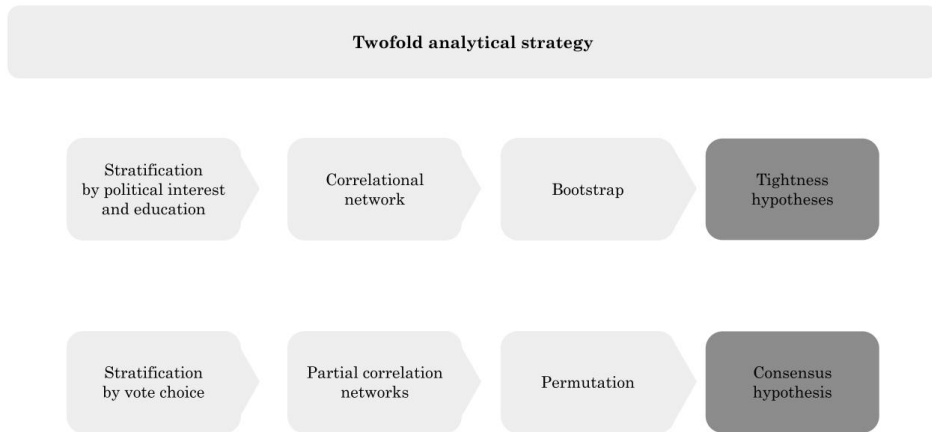 Twofold analytical strategy
Stratification
by political interest
and education
Correlational
network
Bootstrap
Tightness
hypotheses
Stratification
by vote choice
Partial correlation
networks
Permutation
Consensus
hypothesis